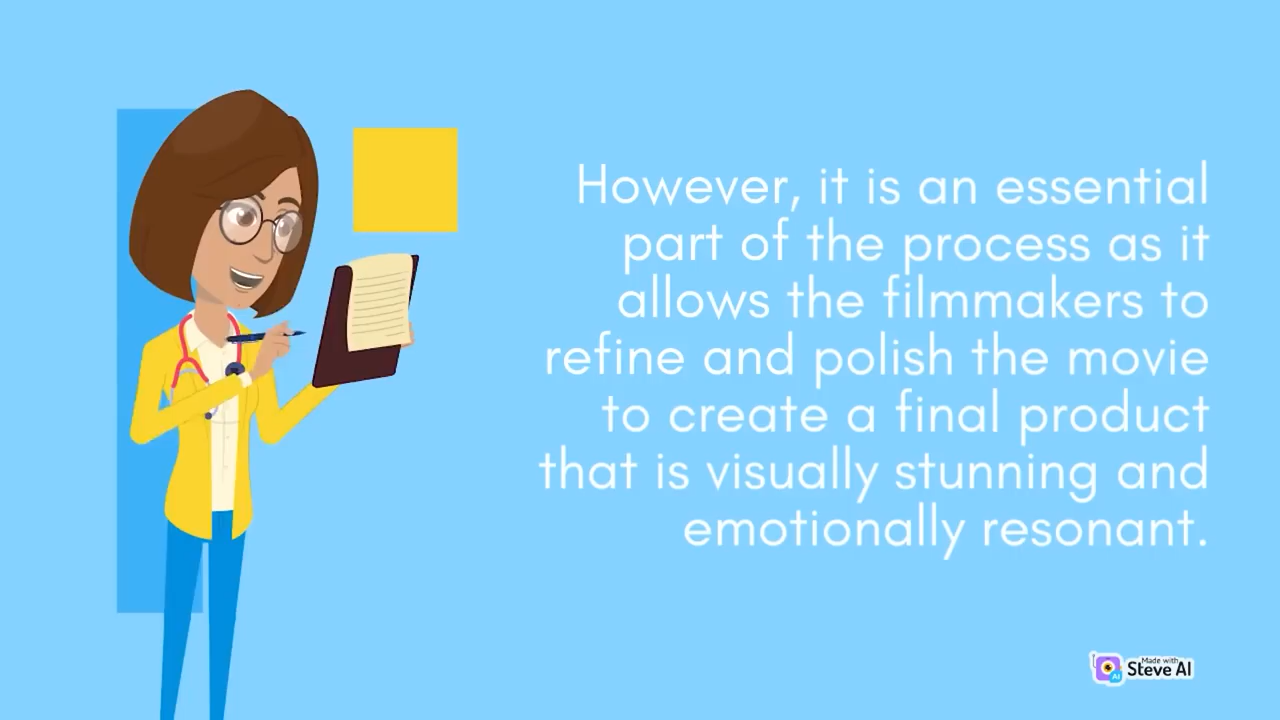 However, it is an essential
part of the process as it
allows the filmmakers to
refine and polish the movie
to create a final product
that is visually stunning and
emotionally resonant.
Made with
Steve AI
AI